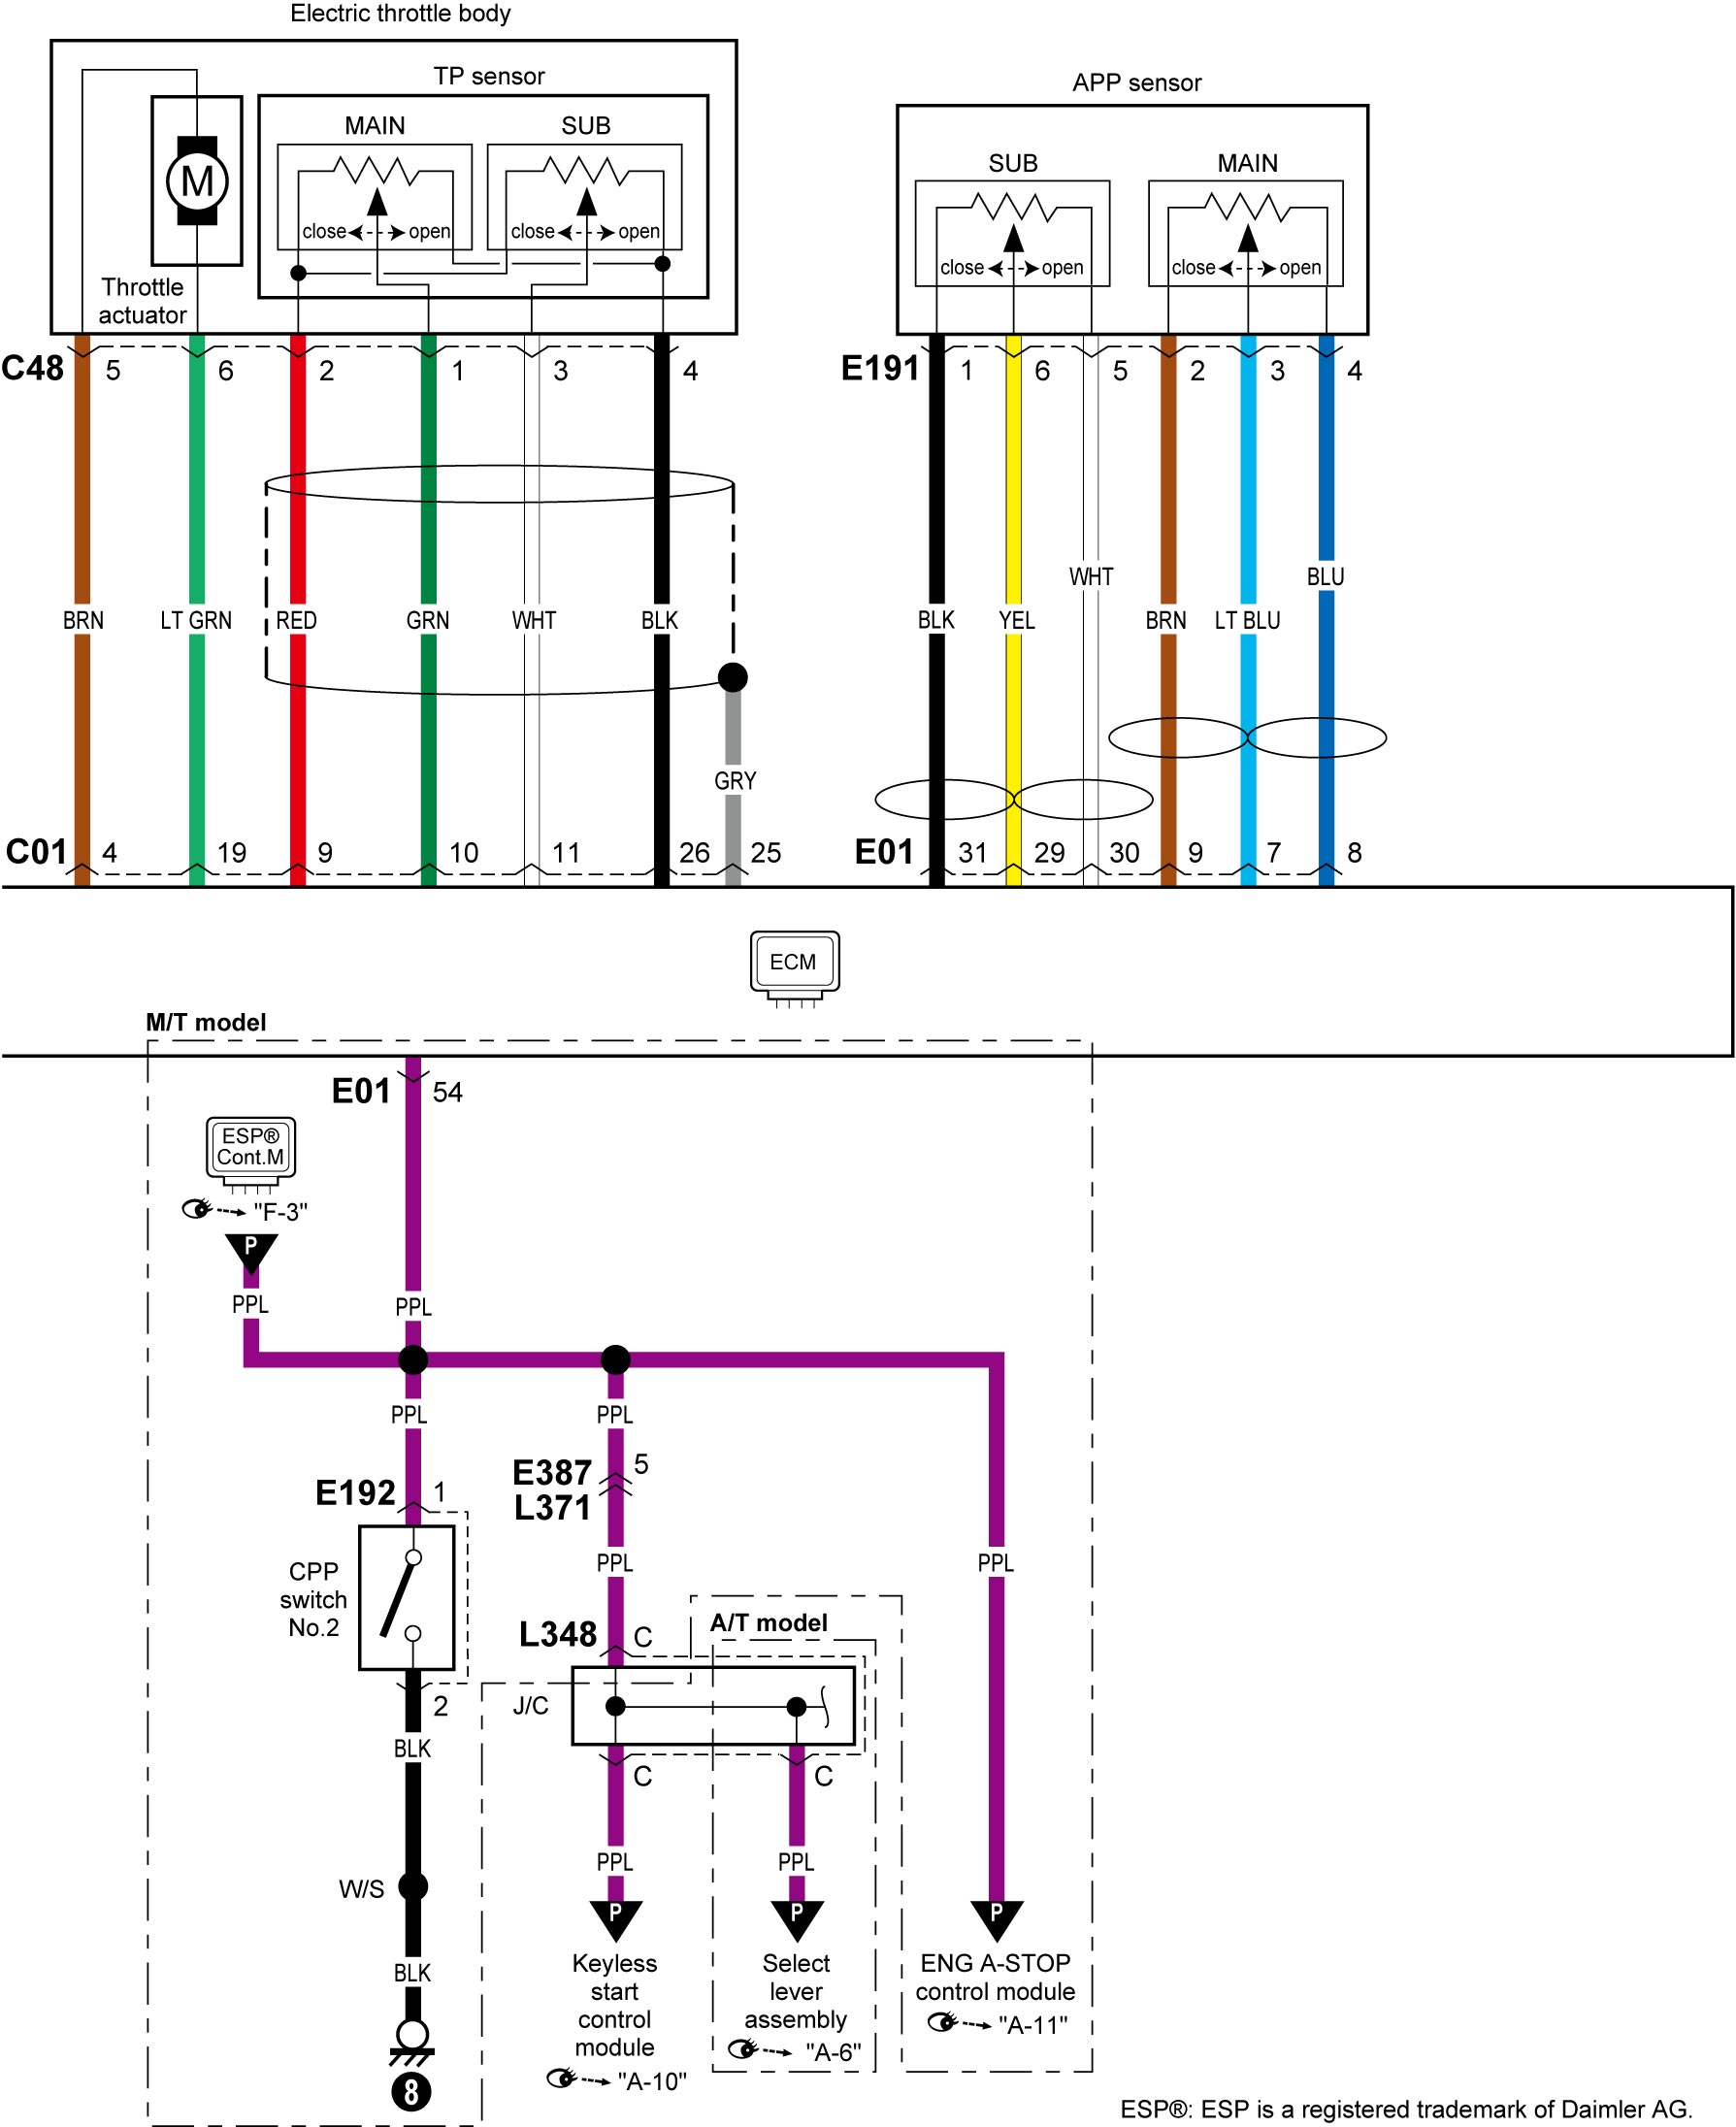 Electric throttle body
TP sensor
APP sensor
MAIN SUB
SUB MAIN
M
close open close open
close open close open
Throttle
actuator
C48 5 6 2 1 3 4
E191 1 6 5 2 3 4
WHT BLU
BRN LT GRN RED GRN WHT BLK
BLK YEL BRN LT BLU
GRY
C01 4 19 9 10 11 26 25
E01 31 29 30 9 7 8
ECM
M/T model
E01 54
ESP®
Cont.M
"F-3"
P
PPL PPL
PPL PPL
E387 5
L371
E192 1
PPL PPL
CPP
switch
No.2
A/T model
L348 C
2
J/C
BLK
C C
PPL PPL
W/S
P P P
BLK
Keyless
start
control
module
"A-10"
Select
lever
assembly
"A-6"
ENG A-STOP
control module
"A-11"
8
ESP®: ESP is a registered trademark of Daimler AG.